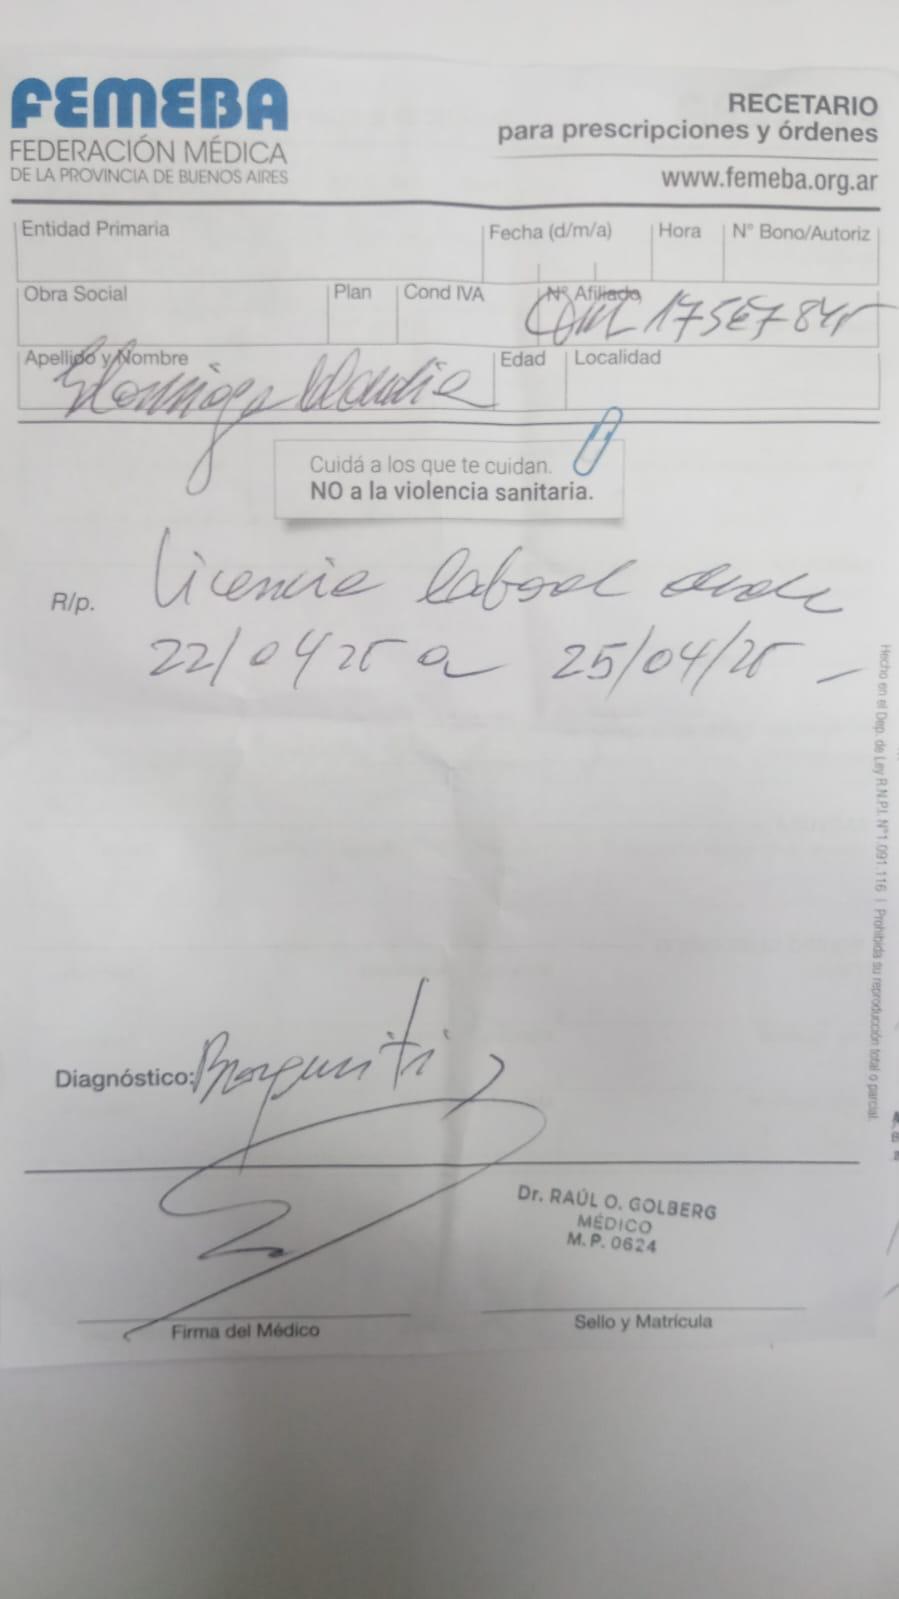 FEMEBA
FEDERACIÓN MÉDICA
DE LA PROVINCIA DE BUENOS AIRES
RECETARIO
para prescripciones y órdenes
www.femeba.org.ar
Entidad Primaria
Fecha (d/m/a)
Hora
N° Bono/Autoriz
Obra Social
Plan
Cond IVA
N° Afiliado
Apellido y Nombre
Claudia
Edad
Localidad
Cuidá a los que te cuidan.
NO a la violencia sanitaria.
R/p.
Licencia laboral desde
22/04/25 a 25/04/25 –
Diagnóstico:
Dr. RAÚL O. GOLBERG
MÉDICO
M.P. 0624
Firma del Médico
Sello y Matrícula
Hecho en el Dep. de Ley R.N.P.I. N°1.091.116 | Prohibida su reproducción total o parcial.